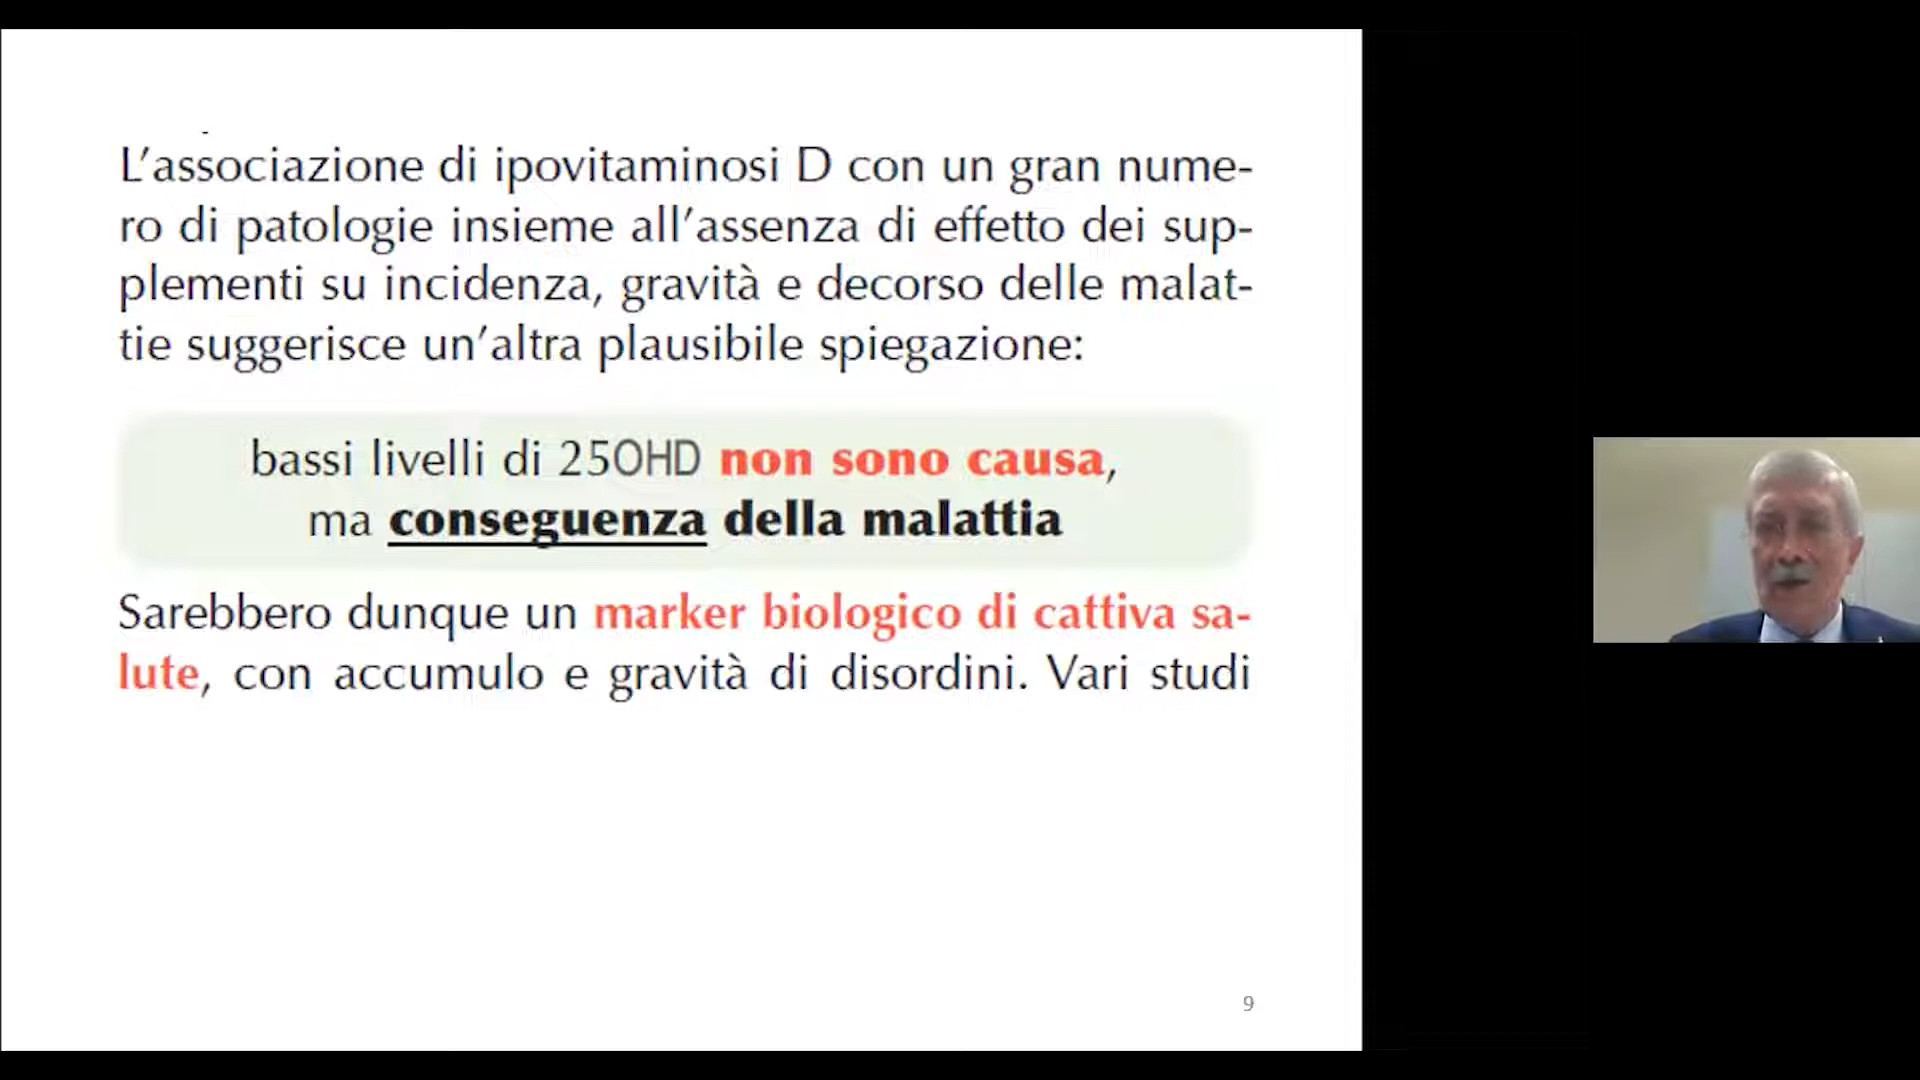 L’associazione di ipovitaminosi D con un gran nume-
ro di patologie insieme all’assenza di effetto dei sup-
plementi su incidenza, gravità e decorso delle malat-
tie suggerisce un’altra plausibile spiegazione:
bassi livelli di 25OHD non sono causa,
ma conseguenza della malattia
Sarebbero dunque un marker biologico di cattiva sa-
lute, con accumulo e gravità di disordini. Vari studi
9